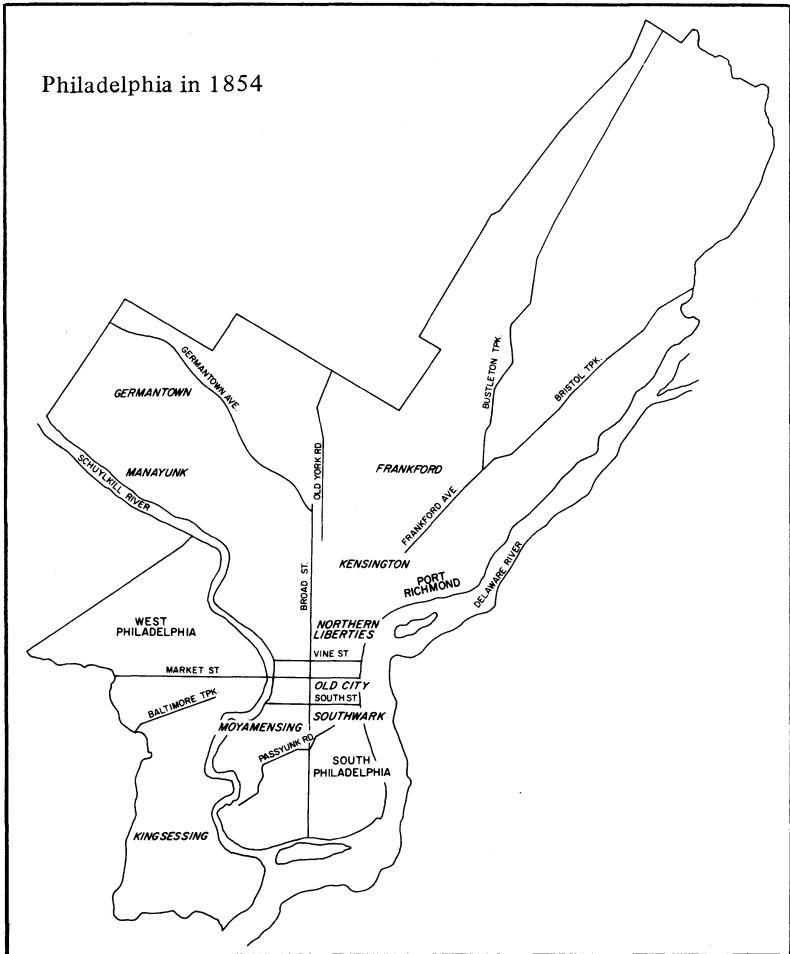 Philadelphia in 1854
GERMANTOWN AVE.
GERMANTOWN
BUSTLETON TPK.
BRISTOL TPK.
MANAYUNK
SCHUYLKILL RIVER
OLD YORK RD
FRANKFORD
FRANKFORD AVE.
KENSINGTON
PORT
RICHMOND
DELAWARE RIVER
BROAD ST.
WEST
PHILADELPHIA
NORTHERN
LIBERTIES
VINE ST.
MARKET ST.
OLD CITY
BALTIMORE TPK.
SOUTH ST.
MOYAMENSING
SOUTHWARK
PASSYUNK RD
SOUTH
PHILADELPHIA
KINGSESSING